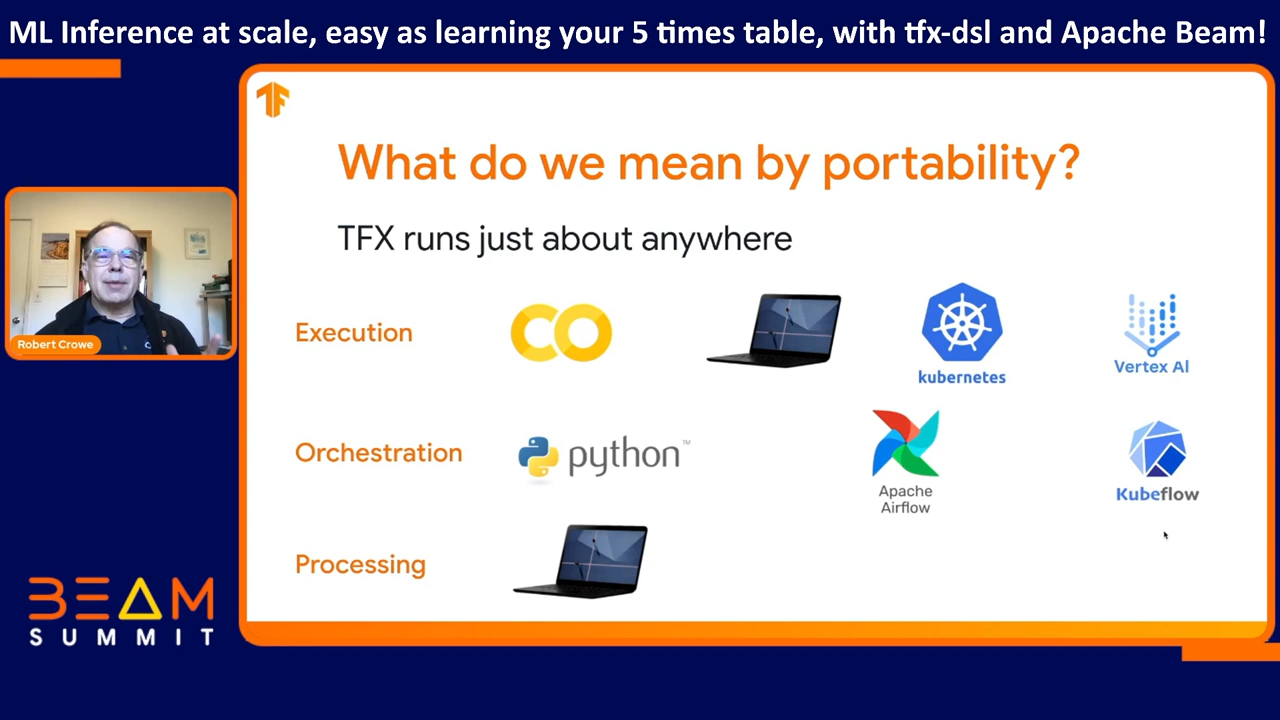 ML Inference at scale, easy as learning your 5 times table, with tfx-dsl and Apache Beam!
What do we mean by portability?
TFX runs just about anywhere
Robert Crowe
Execution
CO
kubernetes
Vertex AI
Orchestration
python™
Apache
Airflow
Kubeflow
Processing
BEAM
SUMMIT